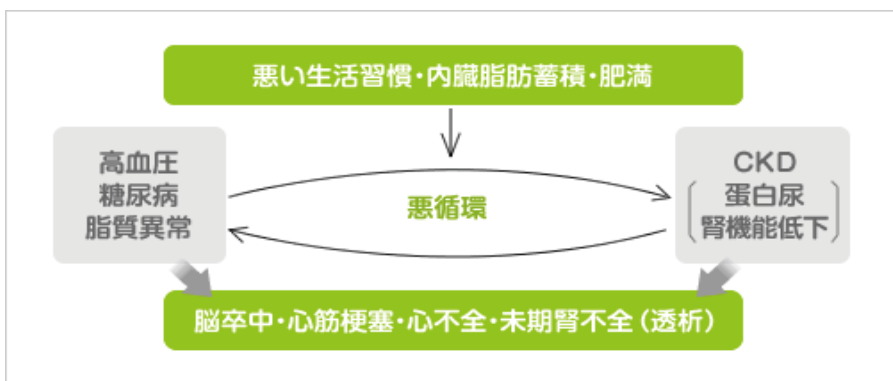 悪い生活習慣・内臓脂肪蓄積・肥満
高血圧
糖尿病
脂質異常
悪循環
CKD
蛋白尿
腎機能低下
脳卒中・心筋梗塞・心不全・末期腎不全(透析)